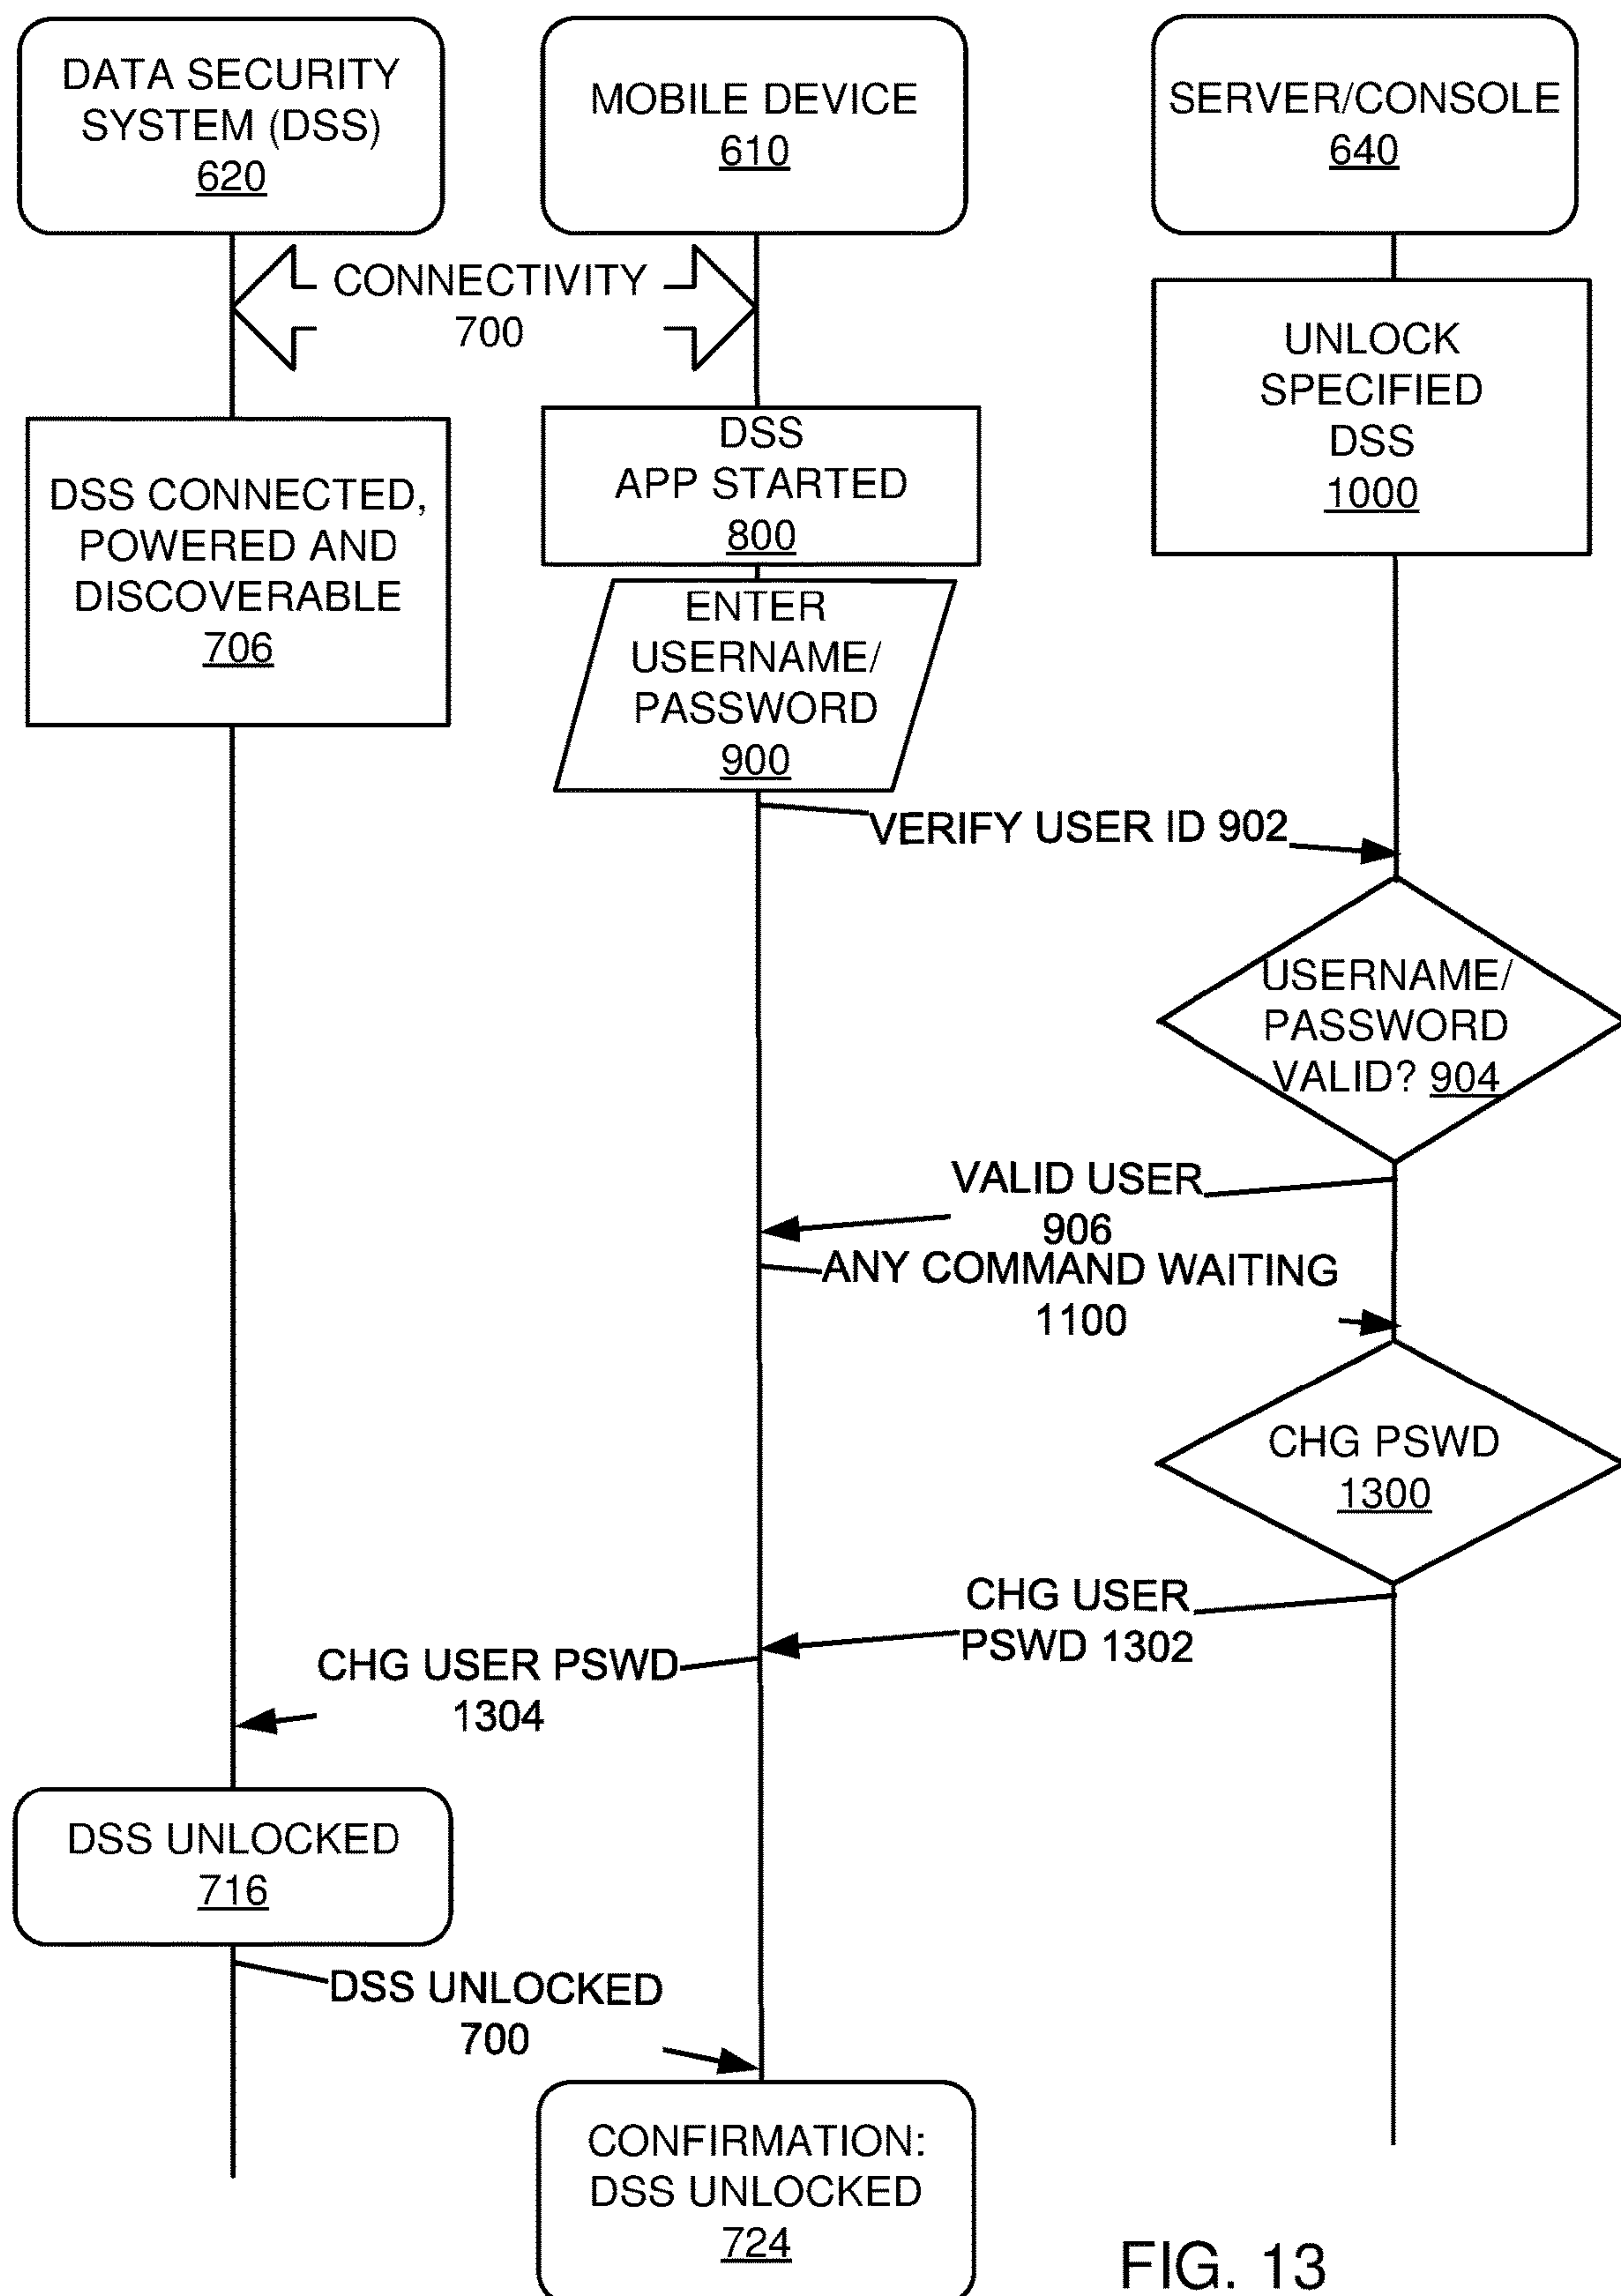 DATA SECURITY
SYSTEM (DSS)
620
MOBILE DEVICE
610
SERVER/CONSOLE
640
CONNECTIVITY
700
UNLOCK
SPECIFIED
DSS
1000
DSS CONNECTED,
POWERED AND
DISCOVERABLE
706
DSS
APP STARTED
800
ENTER
USERNAME/
PASSWORD
900
VERIFY USER ID 902
USERNAME/
PASSWORD
VALID? 904
VALID USER
906
ANY COMMAND WAITING
1100
CHG PSWD
1300
CHG USER
PSWD 1302
CHG USER PSWD
1304
DSS UNLOCKED
716
DSS UNLOCKED
700
CONFIRMATION:
DSS UNLOCKED
724
FIG. 13